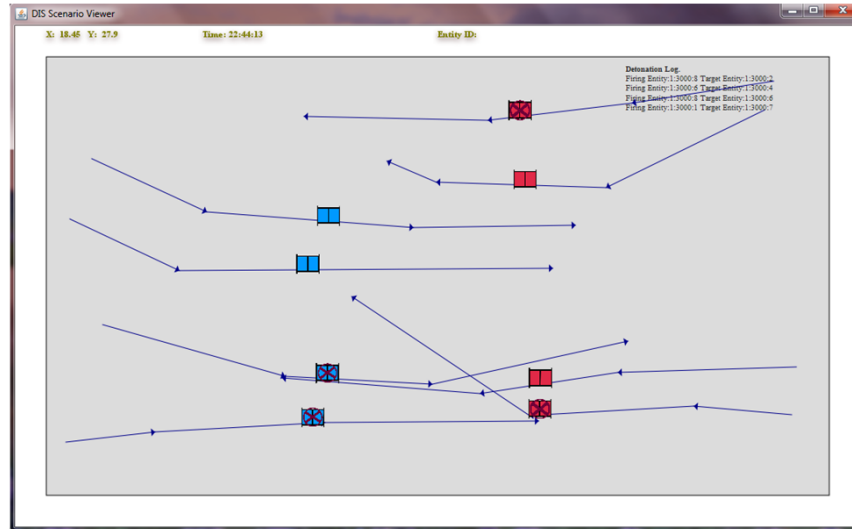 DIS Scenario Viewer
X: 18.45 Y: 27.9 Time: 22:44:13 Entity ID:
Detonation Log.
Firing Entity:1:3000:8 Target Entity:1:3000:2
Firing Entity:1:3000:6 Target Entity:1:3000:4
Firing Entity:1:3000:8 Target Entity:1:3000:6
Firing Entity:1:3000:1 Target Entity:1:3000:7